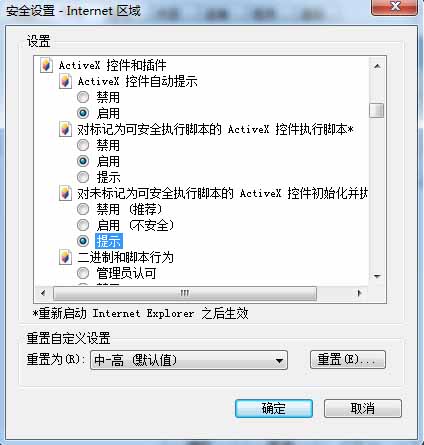 安全设置 - Internet 区域
设置
ActiveX 控件和插件
ActiveX 控件自动提示
禁用
启用
对标记为可安全执行脚本的 ActiveX 控件执行脚本*
禁用
启用
提示
对未标记为可安全执行脚本的 ActiveX 控件初始化并执
禁用 (推荐)
启用 (不安全)
提示
二进制和脚本行为
管理员认可
*重新启动 Internet Explorer 之后生效
重置自定义设置
重置为(R): 中-高 (默认值) 重置(E)...
确定 取消